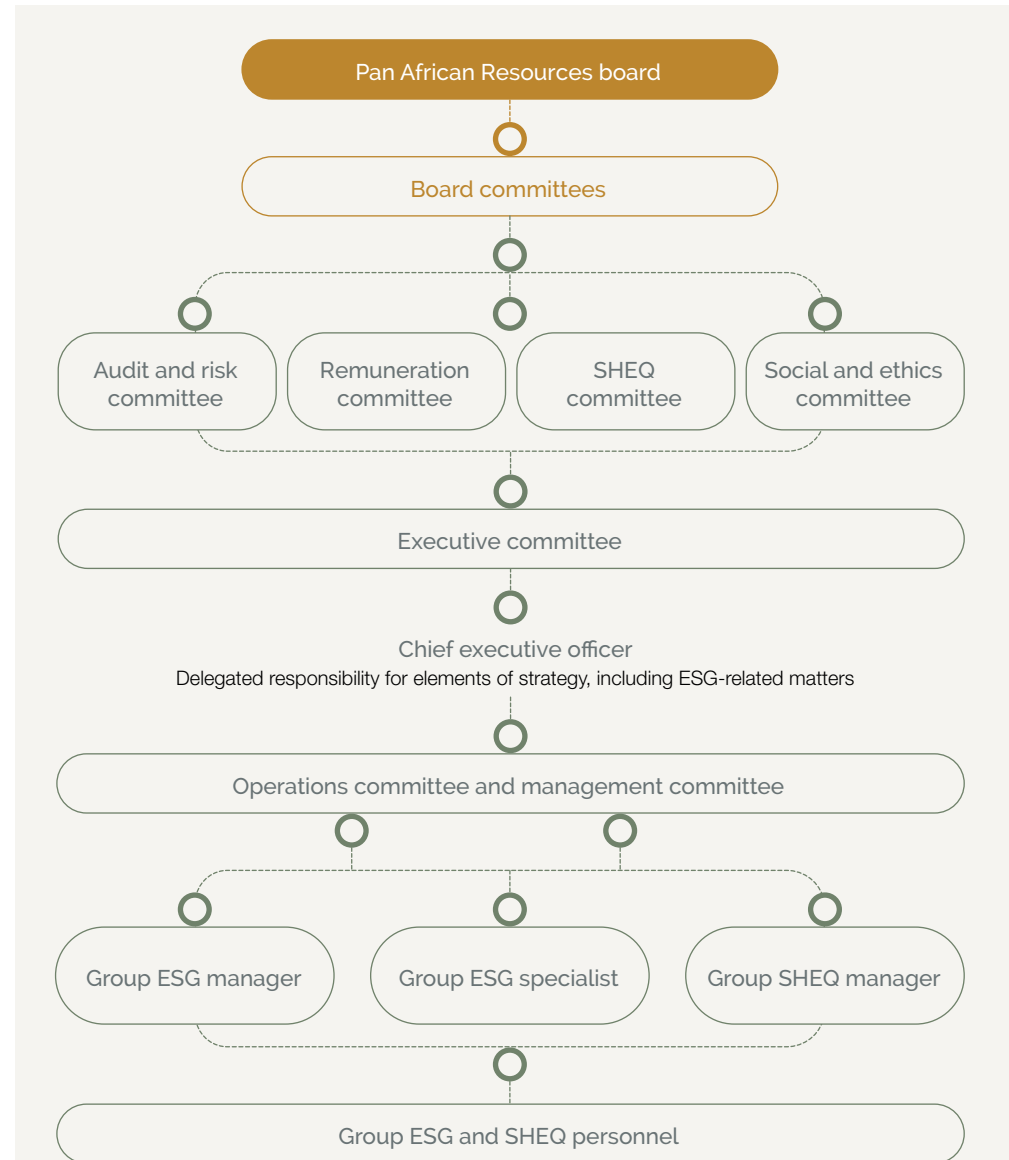 Pan African Resources board
Board committees
Audit and risk
committee
Remuneration
committee
SHEQ
committee
Social and ethics
committee
Executive committee
Chief executive officer
Delegated responsibility for elements of strategy, including ESG-related matters
Operations committee and management committee
Group ESG manager
Group ESG specialist
Group SHEQ manager
Group ESG and SHEQ personnel